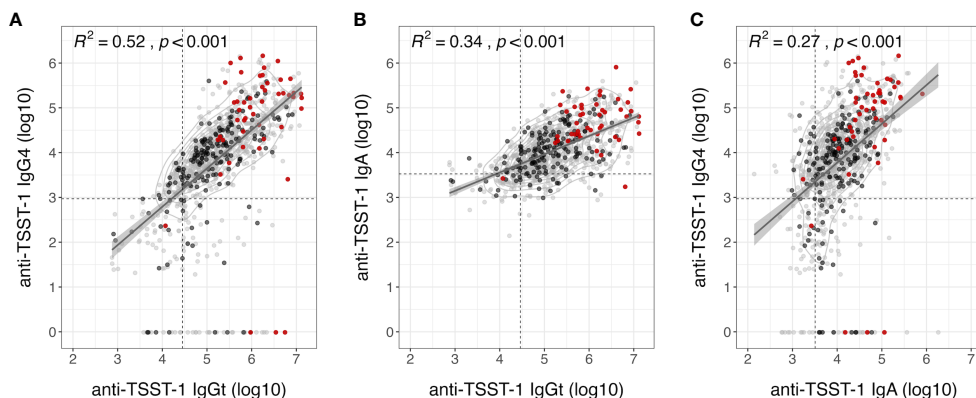 A
B
C
R² = 0.52 , p < 0.001
R² = 0.34 , p < 0.001
R² = 0.27 , p < 0.001
anti-TSST-1 IgG4 (log10)
6
5
4
3
2
1
0
2 3 4 5 6 7
anti-TSST-1 IgGt (log10)
anti-TSST-1 IgA (log10)
6
5
4
3
2
1
0
2 3 4 5 6 7
anti-TSST-1 IgGt (log10)
anti-TSST-1 IgG4 (log10)
6
5
4
3
2
1
0
2 3 4 5 6 7
anti-TSST-1 IgA (log10)